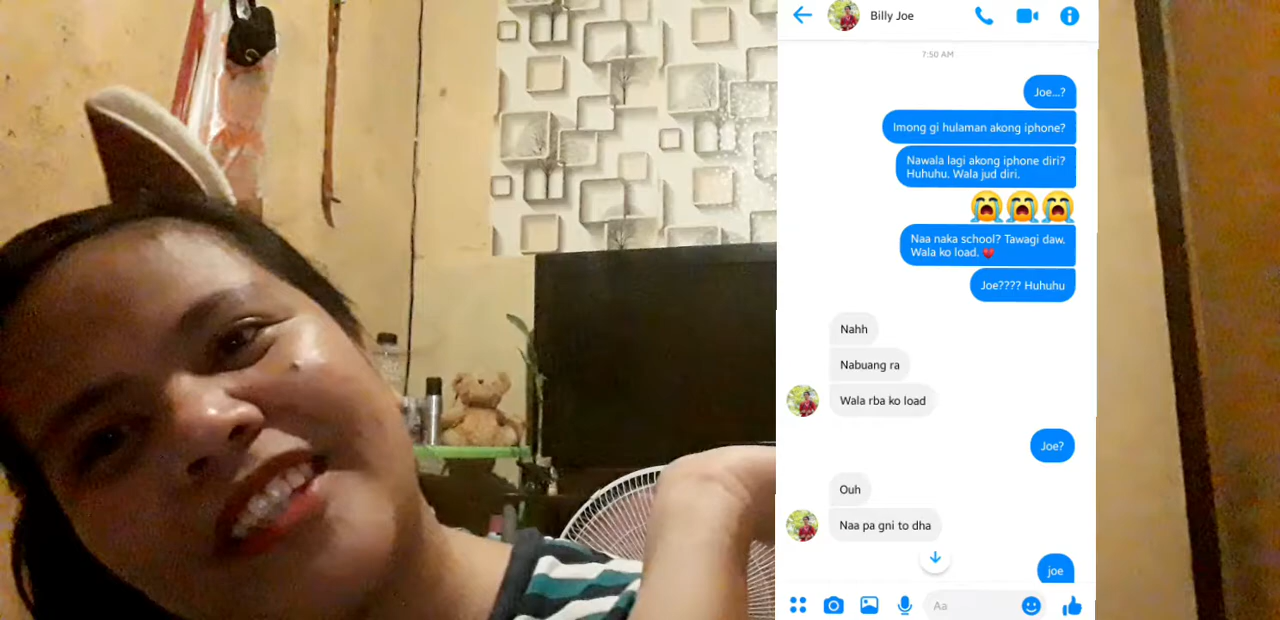 Billy Joe
7:50 AM
Joe...?
Imong gi hulaman akong iphone?
Nawala lagi akong iphone diri?
Huhuhu. Wala jud diri.
😭😭😭
Naa naka school? Tawagi daw.
Wala ko load. 💔
Joe???? Huhuhu
Nahh
Nabuang ra
Wala rba ko load
Joe?
Ouh
Naa pa gni to dha
joe
Aa